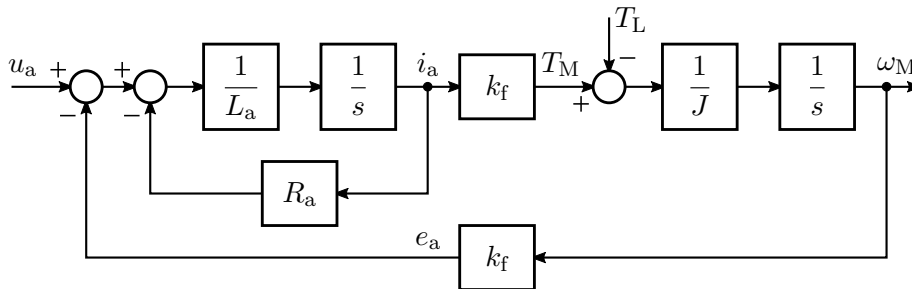 T_L
u_a + − + − 1/L_a 1/s i_a k_f T_M + − 1/J 1/s ω_M
R_a
e_a k_f